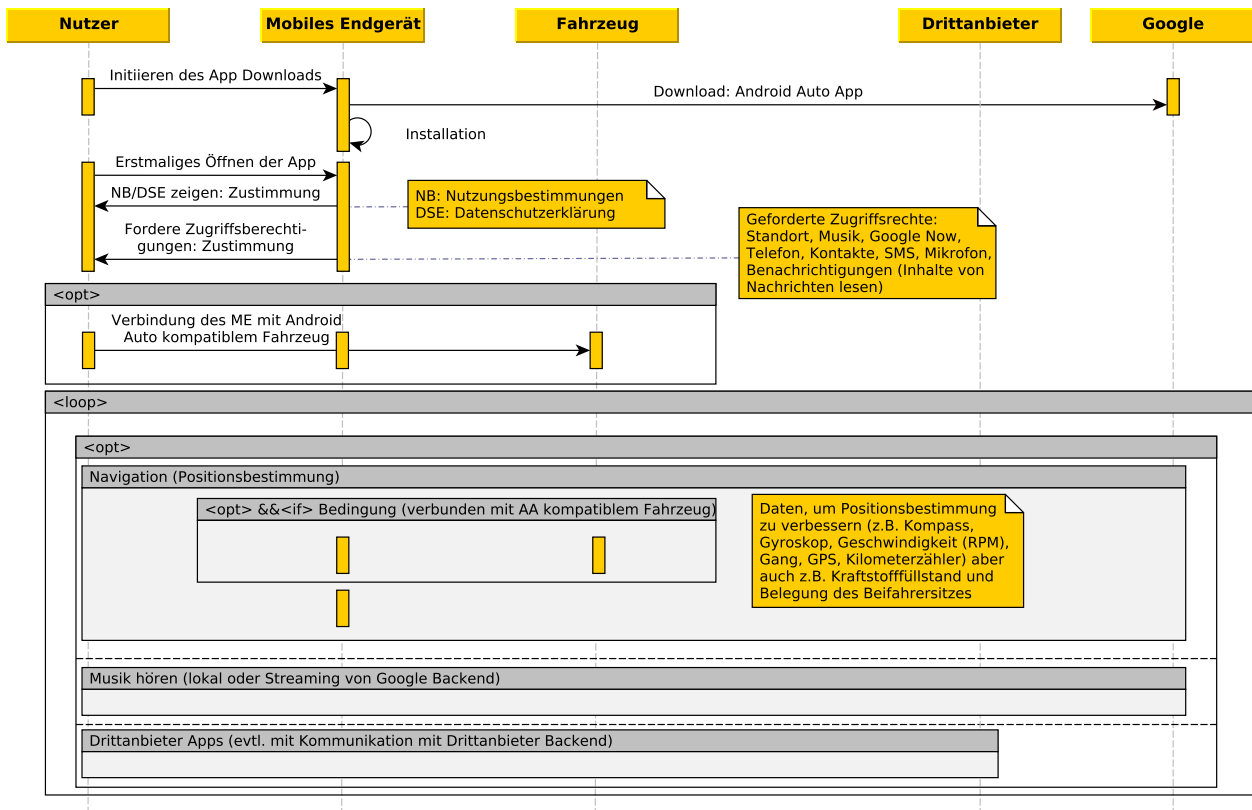 Nutzer
Mobiles Endgerät
Fahrzeug
Drittanbieter
Google
Initiieren des App Downloads
Download: Android Auto App
Installation
Erstmaliges Öffnen der App
NB/DSE zeigen: Zustimmung
NB: Nutzungsbestimmungen
DSE: Datenschutzerklärung
Fordere Zugriffsberechti-
gungen: Zustimmung
Geforderte Zugriffsrechte:
Standort, Musik, Google Now,
Telefon, Kontakte, SMS, Mikrofon,
Benachrichtigungen (Inhalte von
Nachrichten lesen)
<opt>
Verbindung des ME mit Android
Auto kompatiblem Fahrzeug
<loop>
<opt>
Navigation (Positionsbestimmung)
<opt> &&<if> Bedingung (verbunden mit AA kompatiblem Fahrzeug)
Daten, um Positionsbestimmung
zu verbessern (z.B. Kompass,
Gyroskop, Geschwindigkeit (RPM),
Gang, GPS, Kilometerzähler) aber
auch z.B. Kraftstofffüllstand und
Belegung des Beifahrersitzes
Musik hören (lokal oder Streaming von Google Backend)
Drittanbieter Apps (evtl. mit Kommunikation mit Drittanbieter Backend)